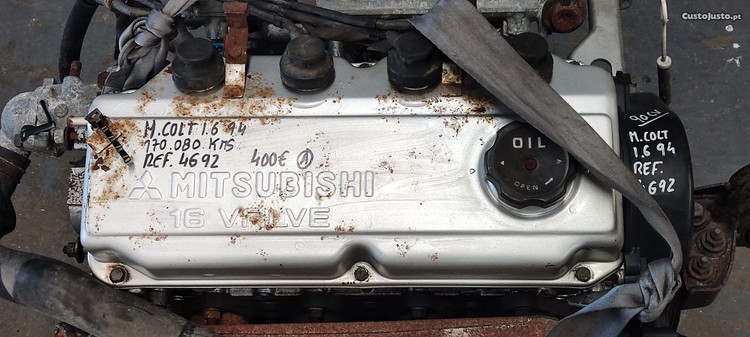 CustoJusto.pt
M.COLT 1.6 94
170.080 KMS
REF. 4692 400€ A
MITSUBISHI
16 VALVE
OIL
OPEN
90CV
M.COLT
1.6 94
REF.
4692